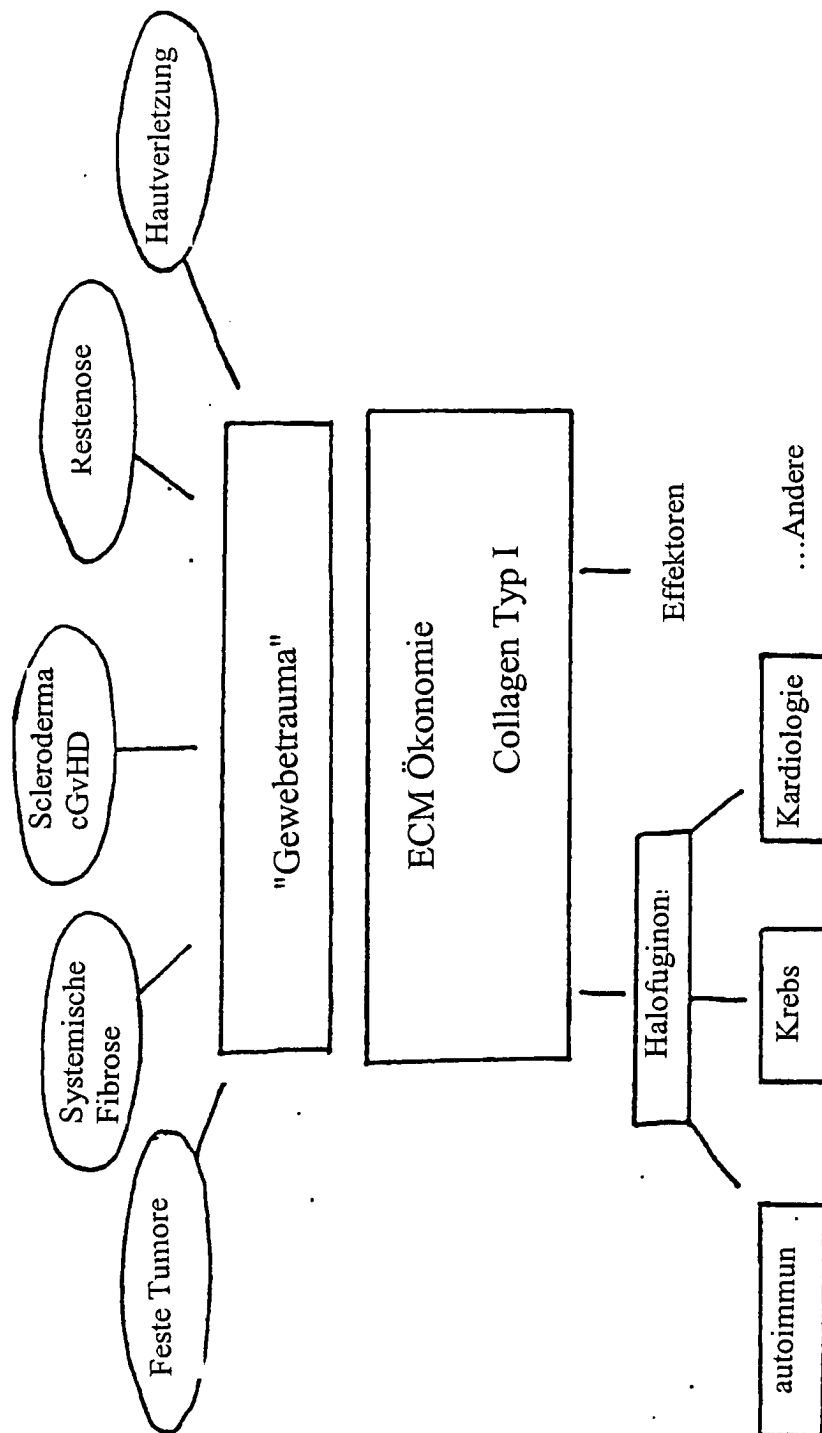 Feste Tumore
Systemische
Fibrose
Scleroderma
cGvHD
Restenose
Hautverletzung
"Gewebetrauma"
ECM Ökonomie
Collagen Typ I
Halofuginon:
Effektoren
autoimmun
Krebs
Kardiologie
...Andere